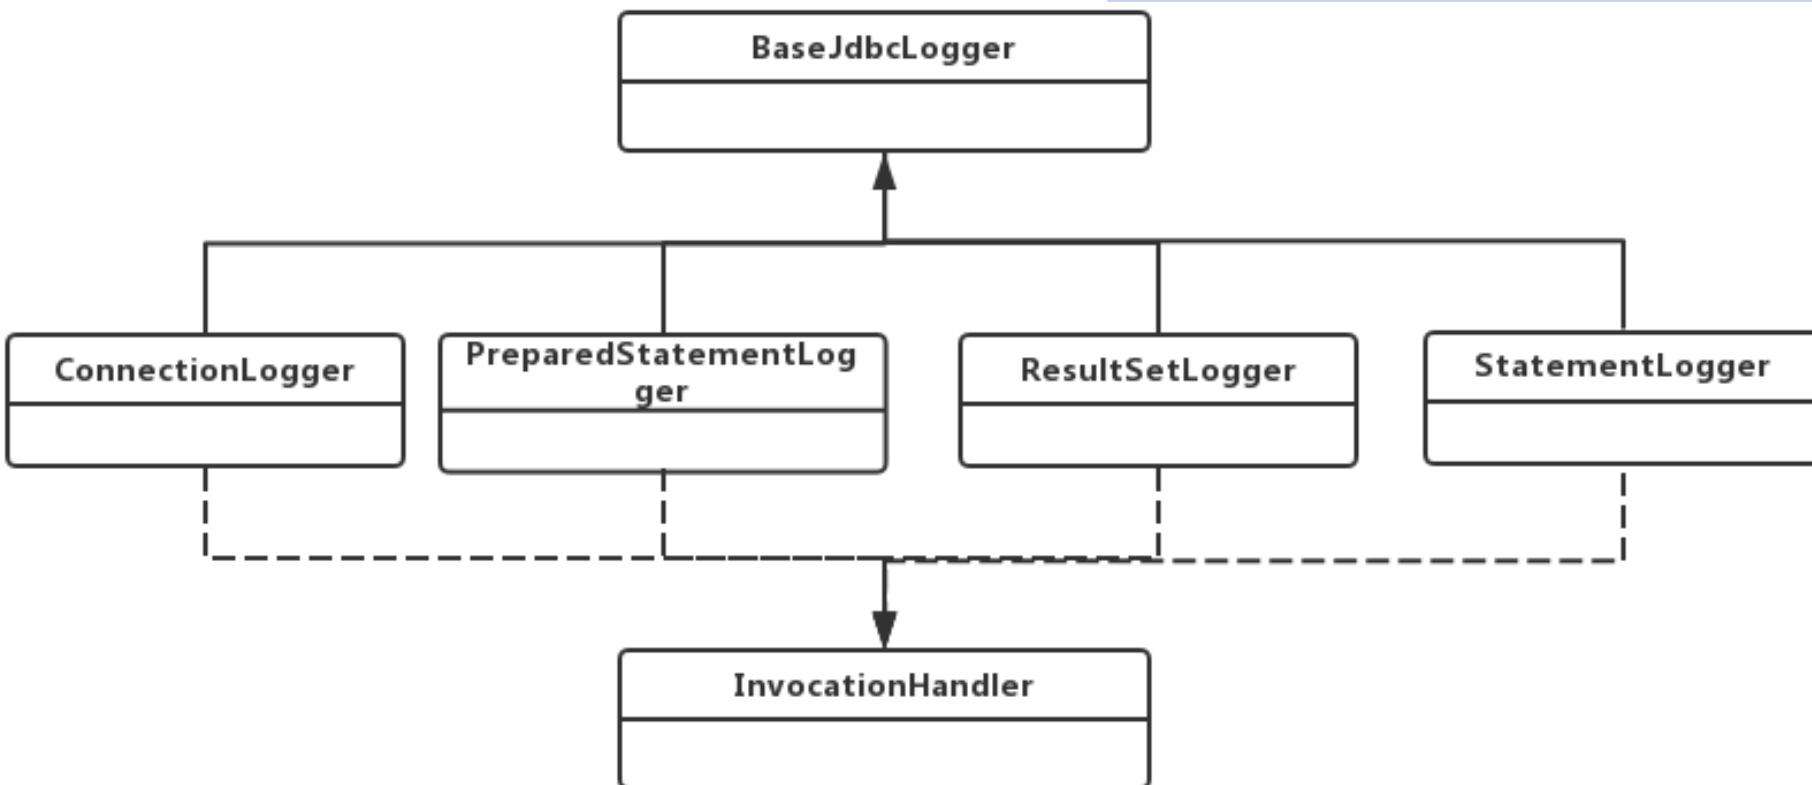 BaseJdbcLogger
ConnectionLogger
PreparedStatementLog
ger
ResultSetLogger
StatementLogger
InvocationHandler